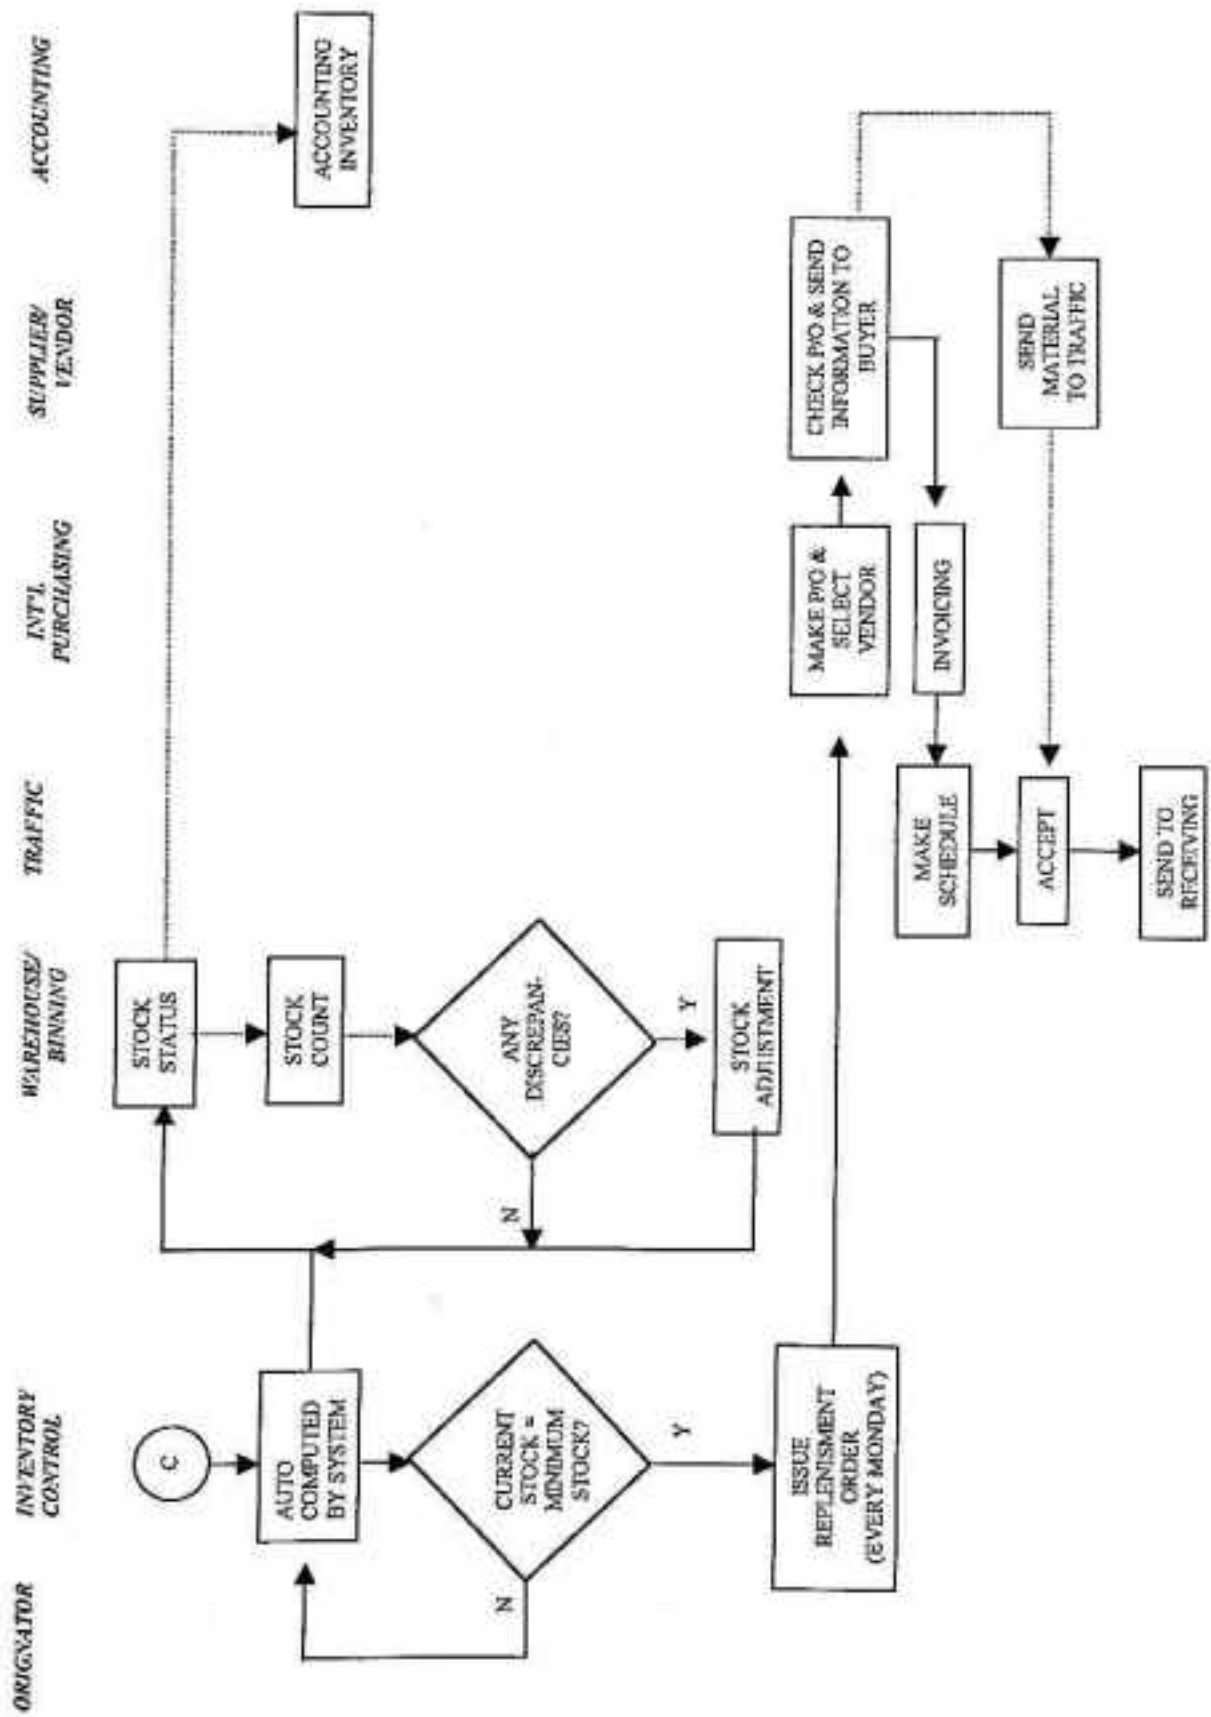 ORIGNATOR
INVENTORY
CONTROL
WAREHOUSE/
BINNING
TRAFFIC
INT'L
PURCHASING
SUPPLIER/
VENDOR
ACCOUNTING
C
AUTO
COMPUTED
BY SYSTEM
N
CURRENT
STOCK =
MINIMUM
STOCK?
Y
ISSUE
REPLENISMENT
ORDER
(EVERY MONDAY)
STOCK
STATUS
STOCK
COUNT
ANY
DISCREPAN-
CIES?
N
Y
STOCK
ADJUSTMENT
ACCOUNTING
INVENTORY
MAKE P/O &
SELECT
VENDOR
CHECK P/O & SEND
INFORMATION TO
BUYER
INVOICING
MAKE
SCHEDULE
SEND
MATERIAL
TO TRAFFIC
ACCEPT
SEND TO
RECEIVING